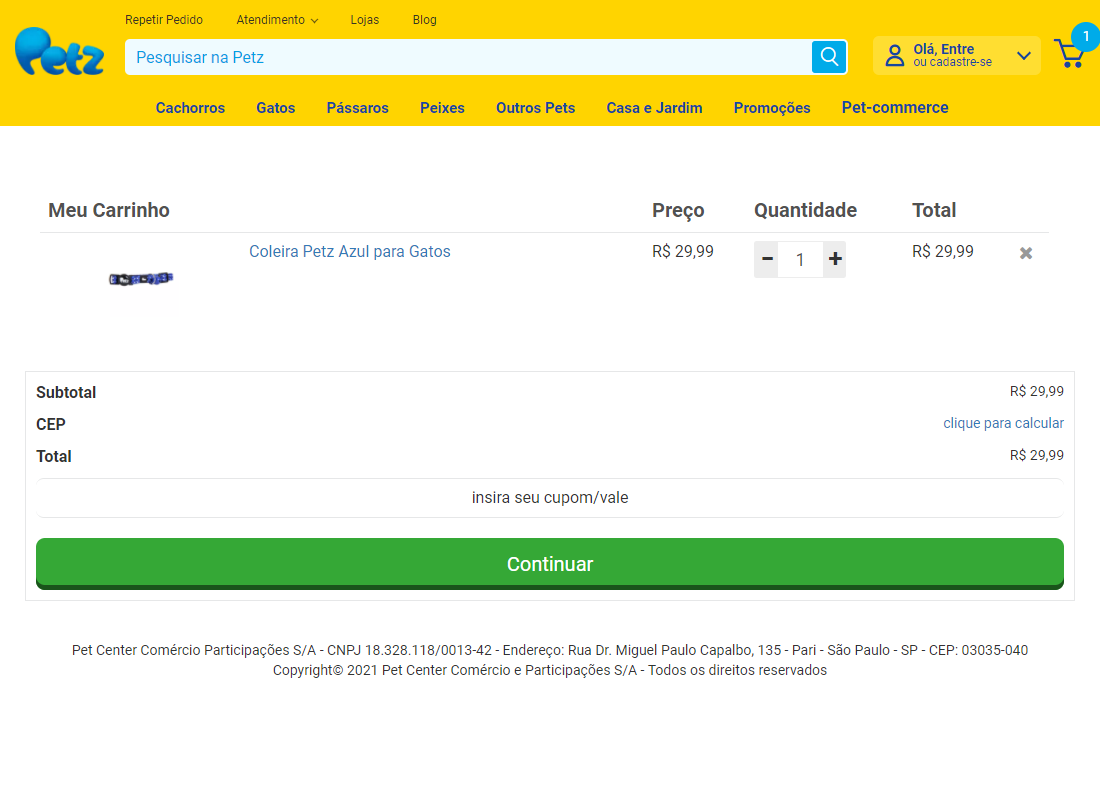 Repetir Pedido Atendimento Lojas Blog
Petz
Pesquisar na Petz
Olá, Entre
ou cadastre-se
1
Cachorros Gatos Pássaros Peixes Outros Pets Casa e Jardim Promoções Pet-commerce
Meu Carrinho Preço Quantidade Total
Coleira Petz Azul para Gatos R$ 29,99 1 R$ 29,99
Subtotal R$ 29,99
CEP clique para calcular
Total R$ 29,99
insira seu cupom/vale
Continuar
Pet Center Comércio Participações S/A - CNPJ 18.328.118/0013-42 - Endereço: Rua Dr. Miguel Paulo Capalbo, 135 - Pari - São Paulo - SP - CEP: 03035-040
Copyright© 2021 Pet Center Comércio e Participações S/A - Todos os direitos reservados